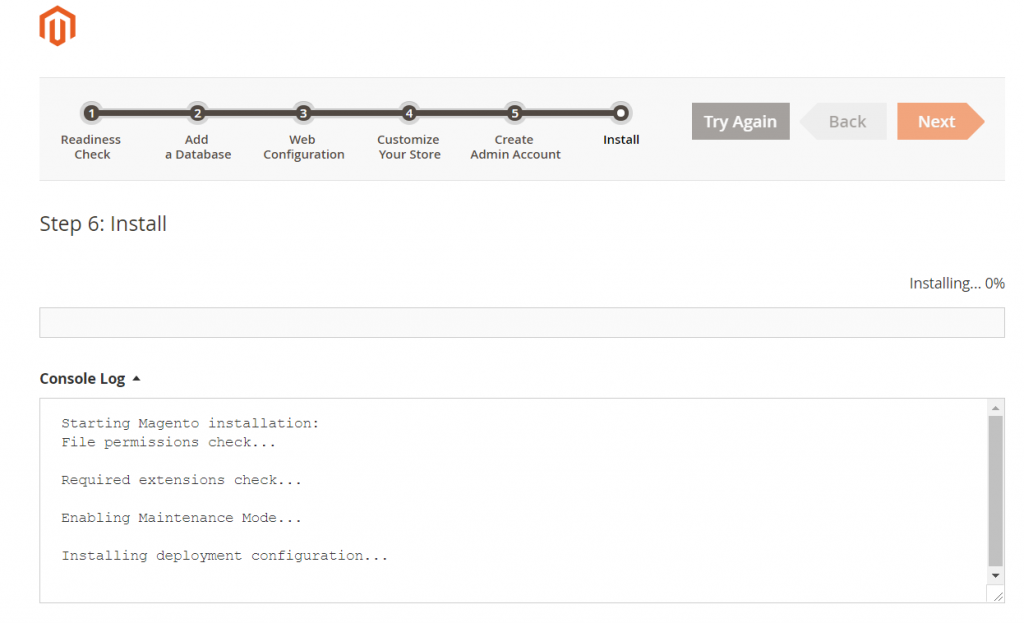 1 2 3 4 5
Readiness Check
Add a Database
Web Configuration
Customize Your Store
Create Admin Account
Install
Try Again
Back
Next
Step 6: Install
Installing... 0%
Console Log
Starting Magento installation:
File permissions check...
Required extensions check...
Enabling Maintenance Mode...
Installing deployment configuration...